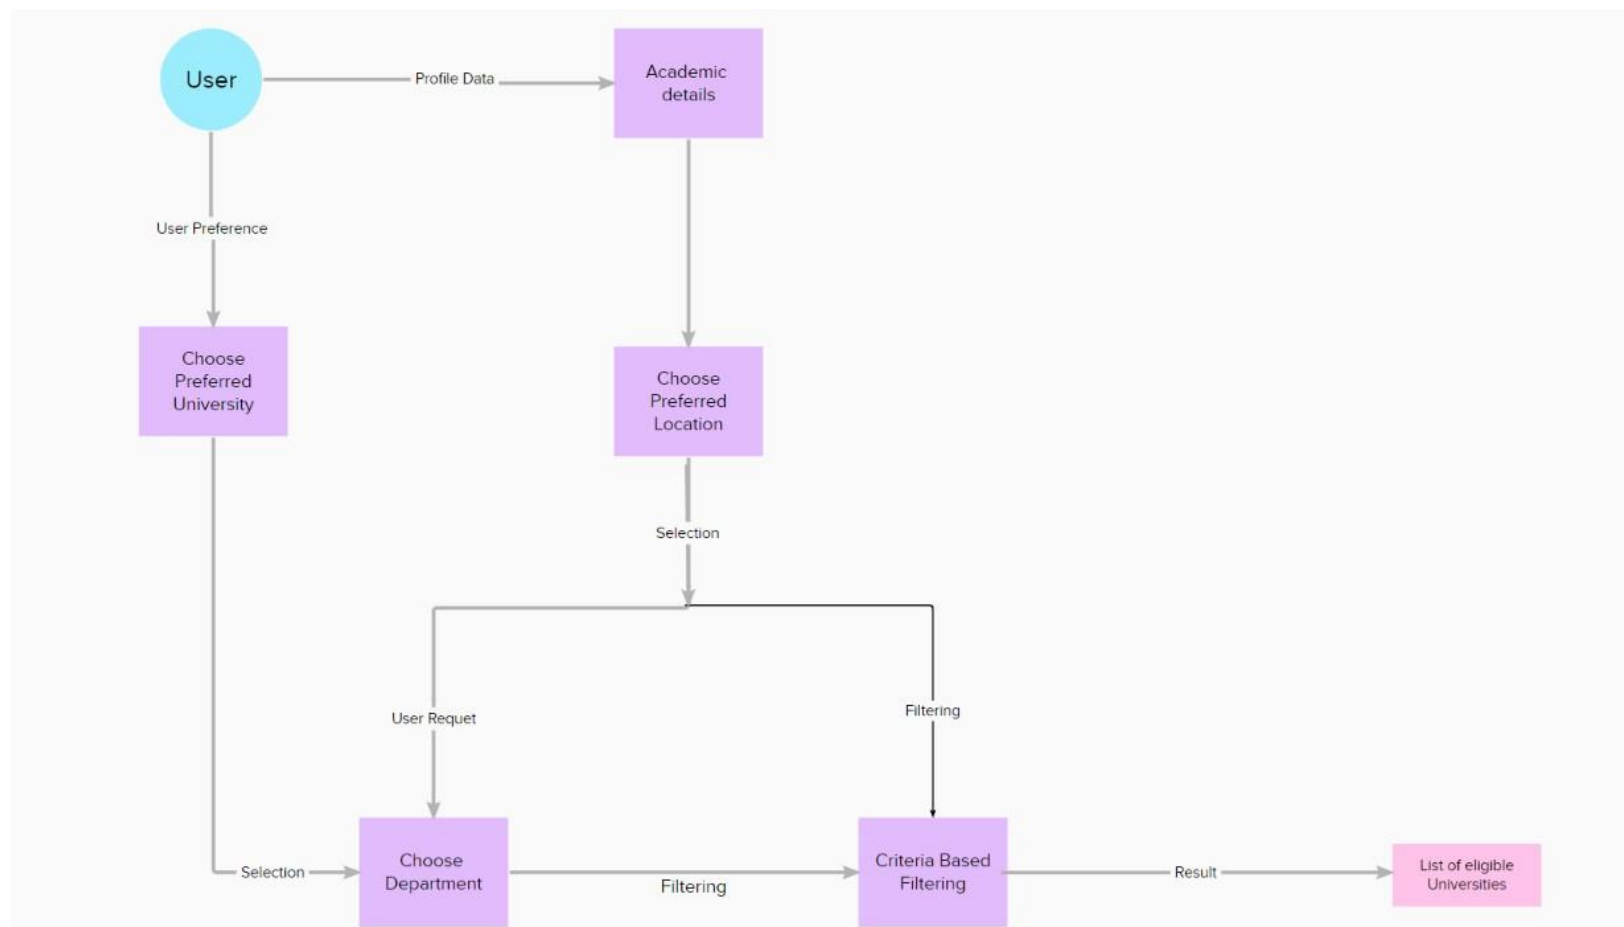 User
Profile Data
Academic
details
User Preference
Choose
Preferred
University
Choose
Preferred
Location
Selection
User Requet
Filtering
Selection
Choose
Department
Filtering
Criteria Based
Filtering
Result
List of eligible
Universities